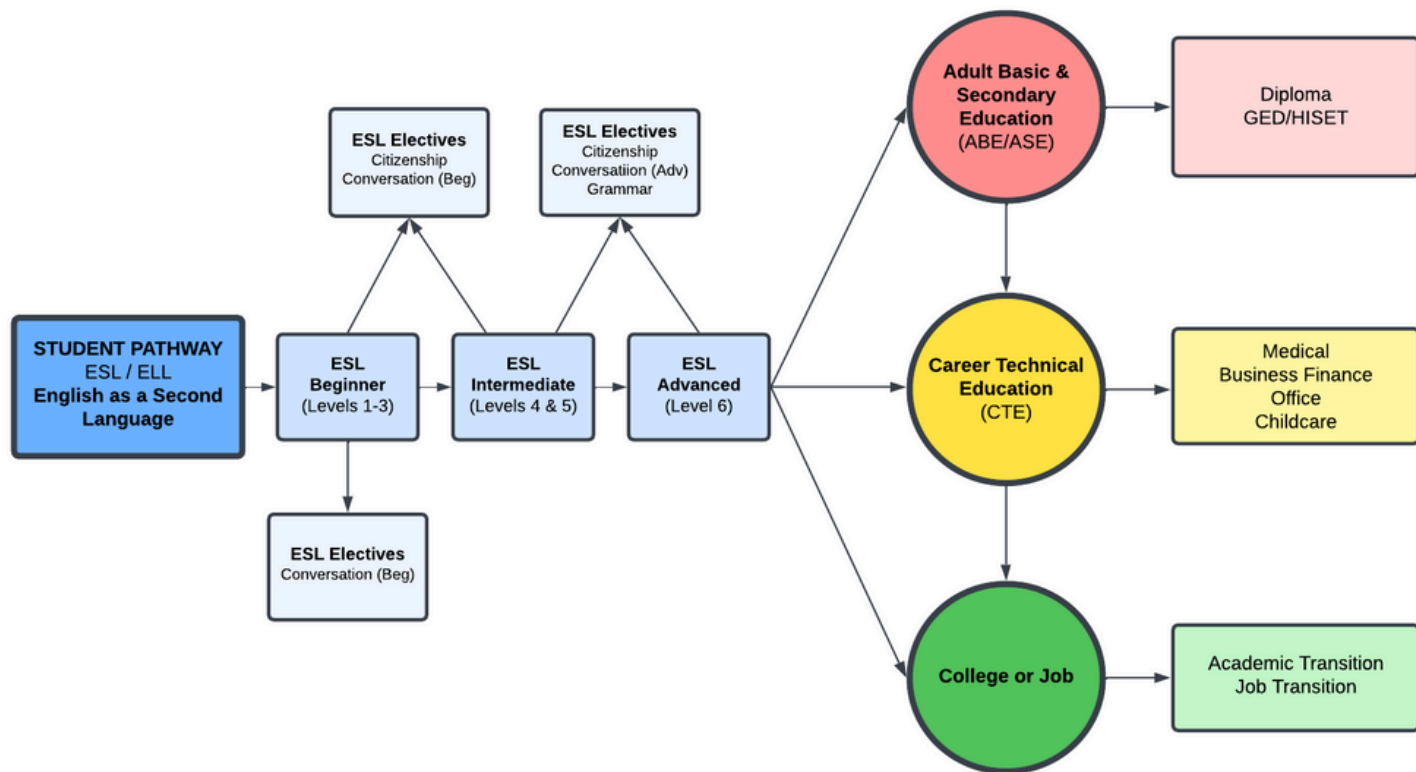 STUDENT PATHWAY
ESL / ELL
English as a Second
Language
ESL
Beginner
(Levels 1-3)
ESL Electives
Citizenship
Conversation (Beg)
ESL Electives
Conversation (Beg)
ESL
Intermediate
(Levels 4 & 5)
ESL Electives
Citizenship
Conversatiion (Adv)
Grammar
ESL
Advanced
(Level 6)
Adult Basic &
Secondary
Education
(ABE/ASE)
Diploma
GED/HISET
Career Technical
Education
(CTE)
Medical
Business Finance
Office
Childcare
College or Job
Academic Transition
Job Transition